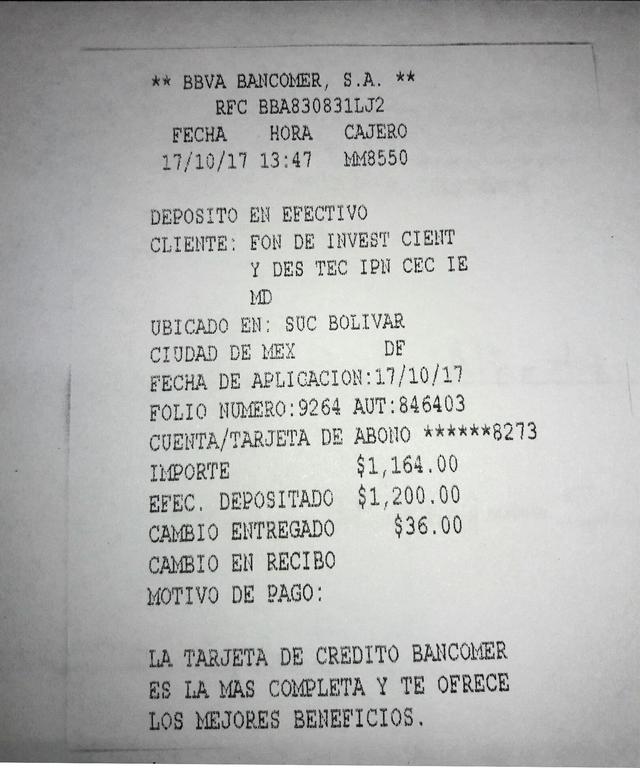 ** BBVA BANCOMER, S.A. **
RFC BBA830831LJ2
FECHA HORA CAJERO
17/10/17 13:47 MM8550
DEPOSITO EN EFECTIVO
CLIENTE: FON DE INVEST CIENT
Y DES TEC IPN CEC IE
MD
UBICADO EN: SUC BOLIVAR
CIUDAD DE MEX DF
FECHA DE APLICACION:17/10/17
FOLIO NUMERO:9264 AUT:846403
CUENTA/TARJETA DE ABONO ******8273
IMPORTE $1,164.00
EFEC. DEPOSITADO $1,200.00
CAMBIO ENTREGADO $36.00
CAMBIO EN RECIBO
MOTIVO DE PAGO:
LA TARJETA DE CREDITO BANCOMER
ES LA MAS COMPLETA Y TE OFRECE
LOS MEJORES BENEFICIOS.